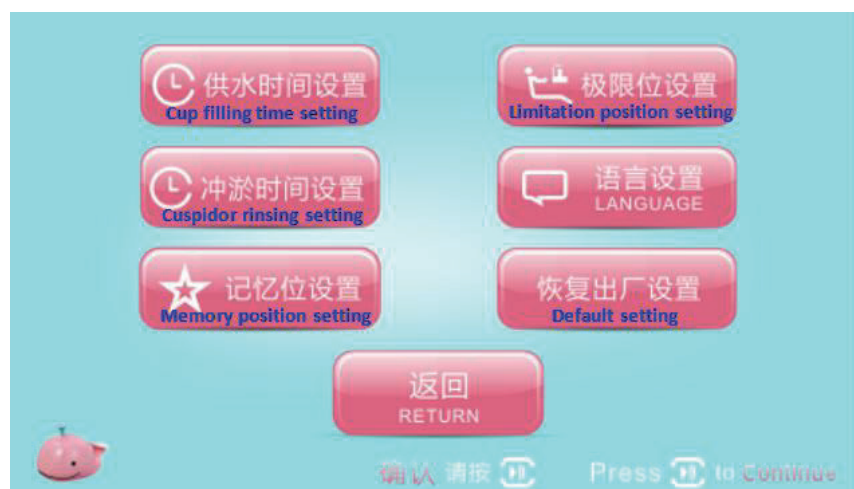 供水时间设置
Cup filling time setting
极限位设置
Limitation position setting
冲淤时间设置
Cuspidor rinsing setting
语言设置
LANGUAGE
记忆位设置
Memory position setting
恢复出厂设置
Default setting
返回
RETURN
确认 请按 Press to Continue